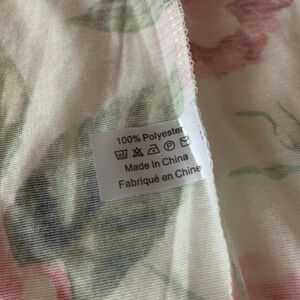 100% Polyester
Made in China
Fabriqué en Chine